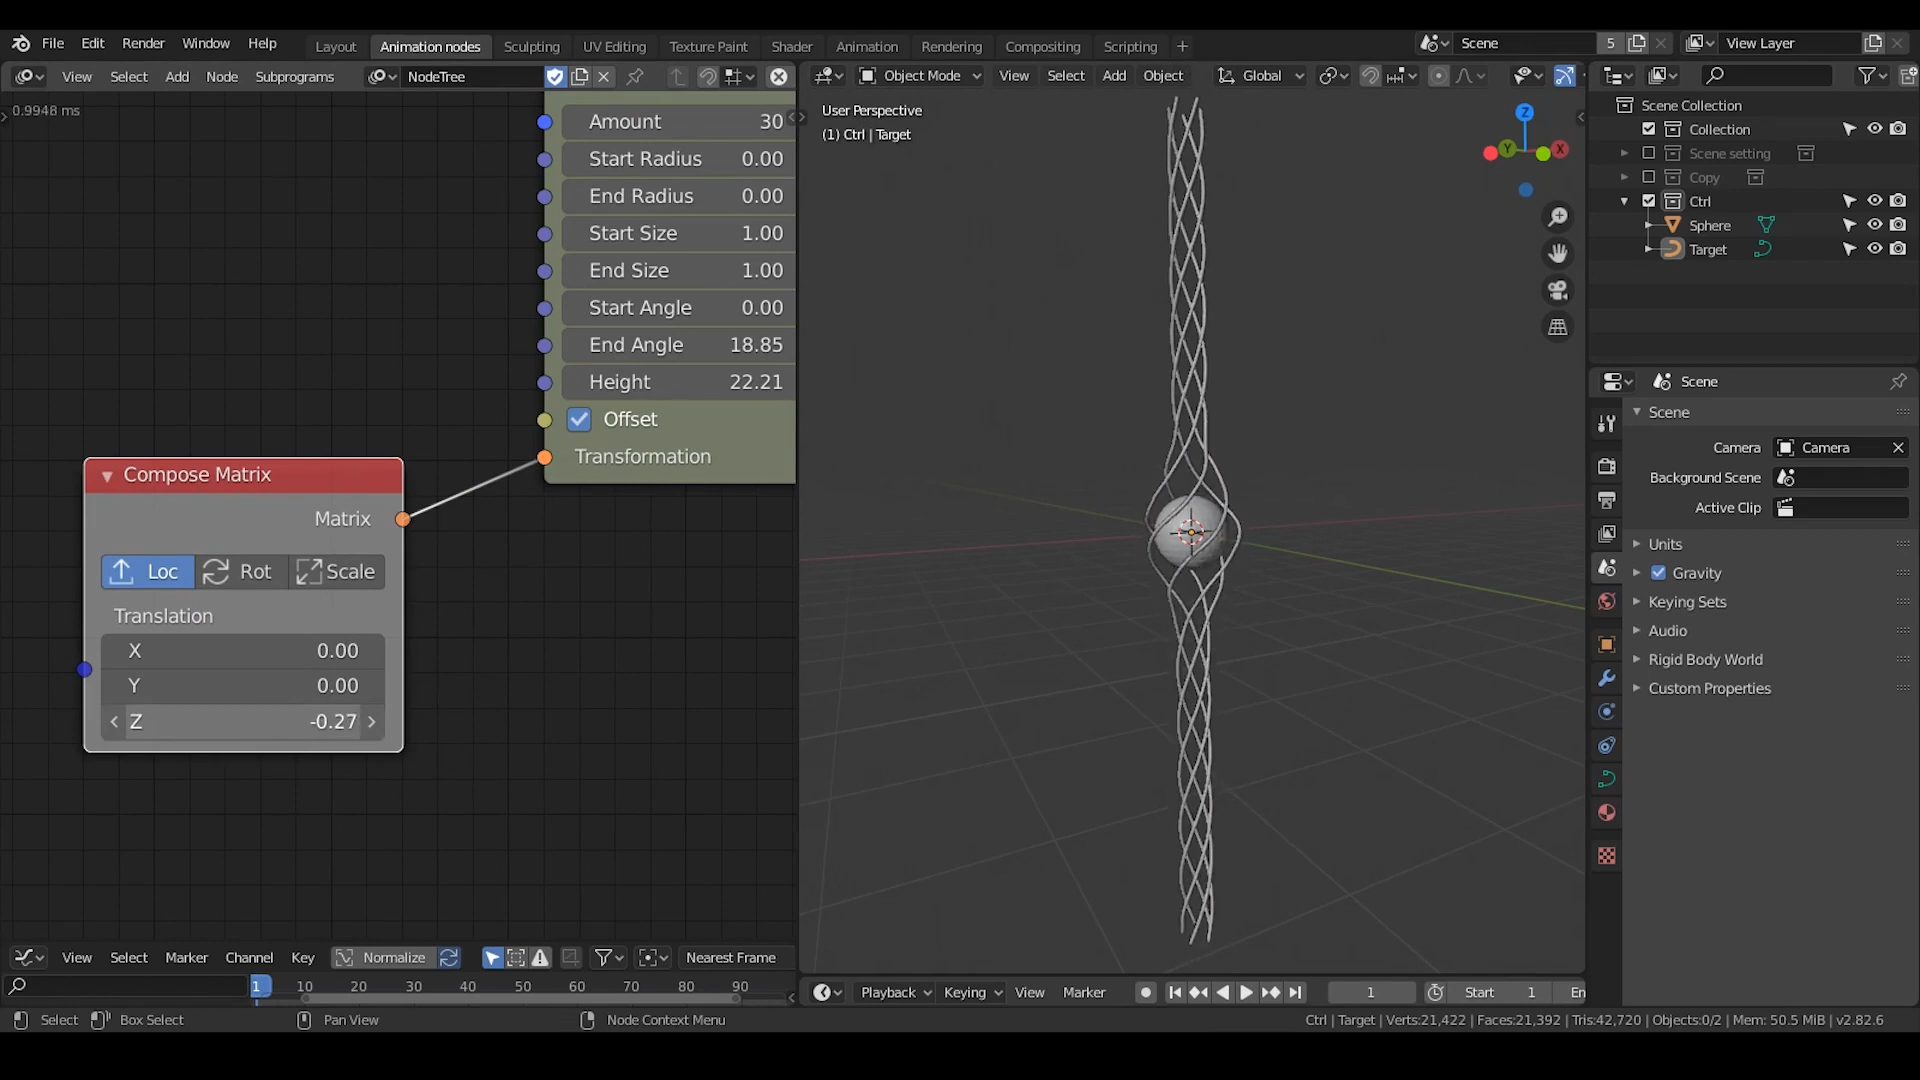 File Edit Render Window Help Layout Animation nodes Sculpting UV Editing Texture Paint Shader Animation Rendering Compositing Scripting + Scene 5 View Layer
View Select Add Node Subprograms NodeTree
0.9948 ms
Amount 30
Start Radius 0.00
End Radius 0.00
Start Size 1.00
End Size 1.00
Start Angle 0.00
End Angle 18.85
Height 22.21
Offset
Transformation
Compose Matrix
Matrix
Loc Rot Scale
Translation
X 0.00
Y 0.00
Z -0.27
View Select Marker Channel Key Normalize Nearest Frame
1 10 20 30 40 50 60 70 80 90
Object Mode View Select Add Object Global
User Perspective
(1) Ctrl | Target
Z
Y X
Playback Keying View Marker 1 Start 1 En
Scene Collection
Collection
Scene setting
Copy
Ctrl
Sphere
Target
Scene
Scene
Camera Camera
Background Scene
Active Clip
Units
Gravity
Keying Sets
Audio
Rigid Body World
Custom Properties
Select Box Select Pan View Node Context Menu Ctrl | Target | Verts:21,422 | Faces:21,392 | Tris:42,720 | Objects:0/2 | Mem: 50.5 MiB | v2.82.6